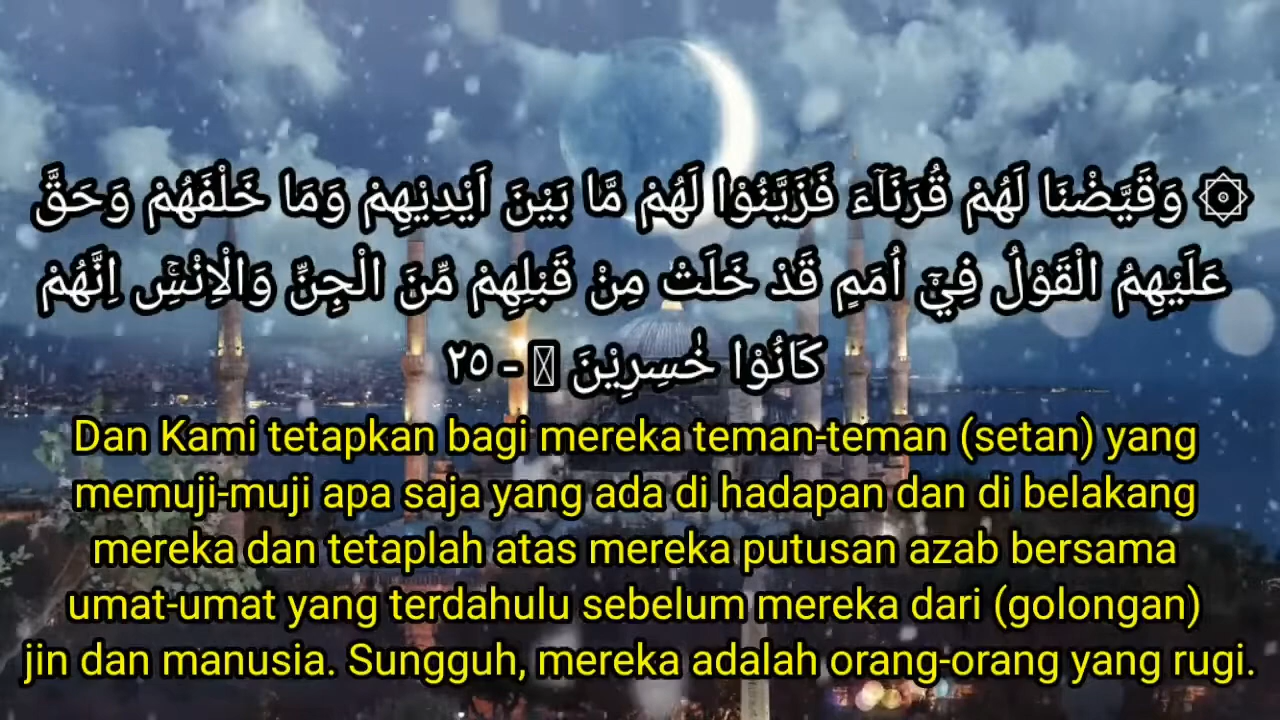 ۞ وَقَيَّضْنَا لَهُمْ قُرَنَاۤءَ فَزَيَّنُوْا لَهُمْ مَّا بَيْنَ اَيْدِيْهِمْ وَمَا خَلْفَهُمْ وَحَقَّ
عَلَيْهِمُ الْقَوْلُ فِيْٓ اُمَمٍ قَدْ خَلَتْ مِنْ قَبْلِهِمْ مِّنَ الْجِنِّ وَالْاِنْسِۚ اِنَّهُمْ
كَانُوْا خٰسِرِيْنَ - ٢٥
Dan Kami tetapkan bagi mereka teman-teman (setan) yang
memuji-muji apa saja yang ada di hadapan dan di belakang
mereka dan tetaplah atas mereka putusan azab bersama
umat-umat yang terdahulu sebelum mereka dari (golongan)
jin dan manusia. Sungguh, mereka adalah orang-orang yang rugi.